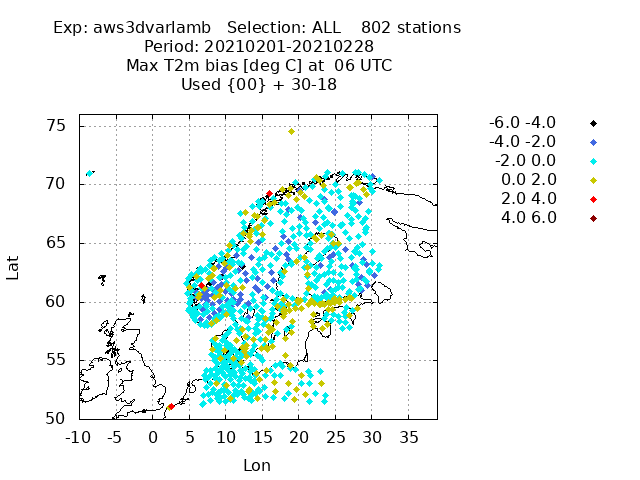 Exp: aws3dvarlamb   Selection: ALL    802 stations
Period: 20210201-20210228
Max T2m bias [deg C] at  06 UTC
Used {00} + 30-18
-6.0 -4.0
-4.0 -2.0
-2.0 0.0
0.0 2.0
2.0 4.0
4.0 6.0
75
70
65
60
55
50
Lat
-10 -5 0 5 10 15 20 25 30 35
Lon